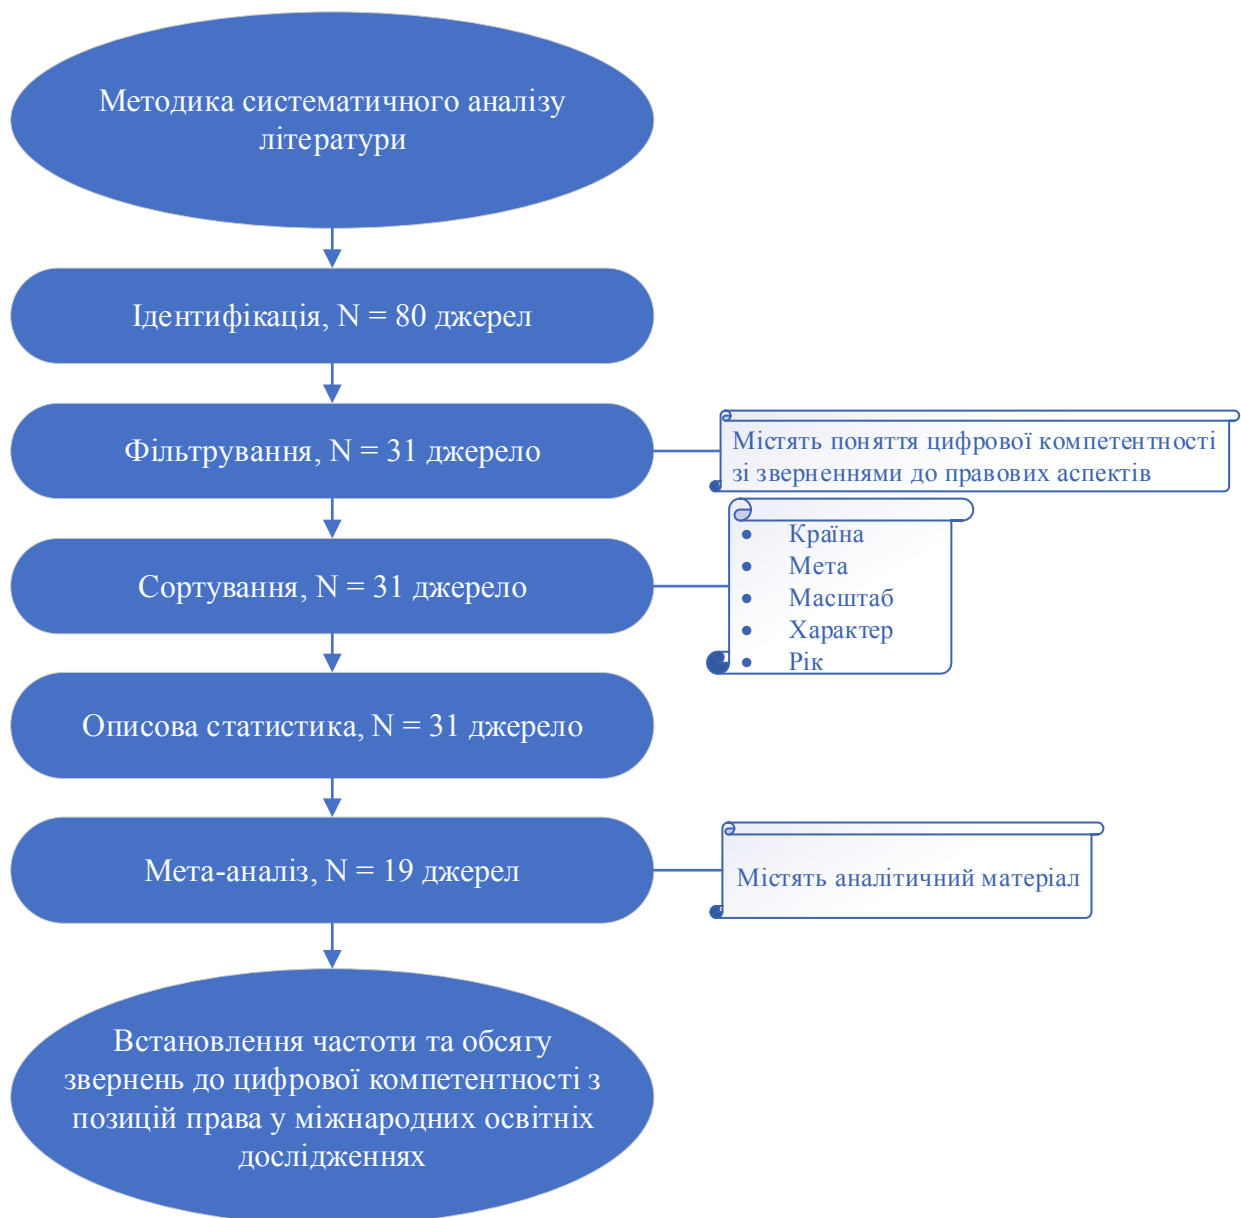 Методика систематичного аналізу
літератури
Ідентифікація, N = 80 джерел
Фільтрування, N = 31 джерело
Містять поняття цифрової компетентності
зі зверненнями до правових аспектів
Сортування, N = 31 джерело
• Країна
• Мета
• Масштаб
• Характер
• Рік
Описова статистика, N = 31 джерело
Мета-аналіз, N = 19 джерел
Містять аналітичний матеріал
Встановлення частоти та обсягу
звернень до цифрової компетентності з
позицій права у міжнародних освітніх
дослідженнях